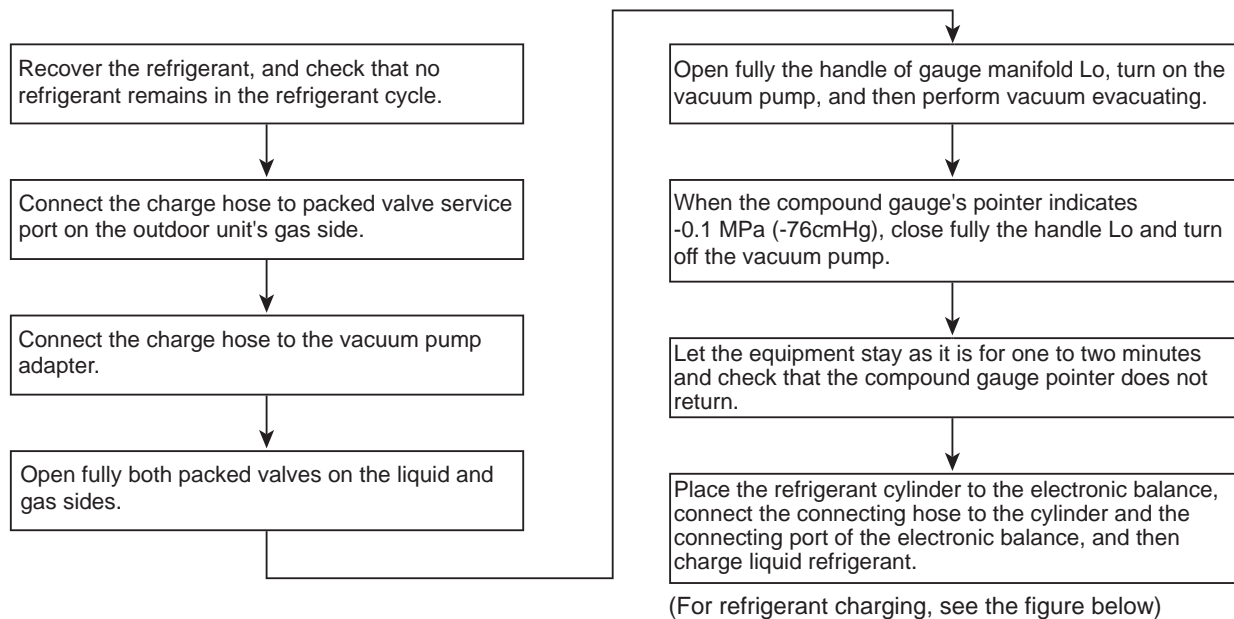 Recover the refrigerant, and check that no
refrigerant remains in the refrigerant cycle.
Connect the charge hose to packed valve service
port on the outdoor unit's gas side.
Connect the charge hose to the vacuum pump
adapter.
Open fully both packed valves on the liquid and
gas sides.
Open fully the handle of gauge manifold Lo, turn on the
vacuum pump, and then perform vacuum evacuating.
When the compound gauge's pointer indicates
-0.1 MPa (-76cmHg), close fully the handle Lo and turn
off the vacuum pump.
Let the equipment stay as it is for one to two minutes
and check that the compound gauge pointer does not
return.
Place the refrigerant cylinder to the electronic balance,
connect the connecting hose to the cylinder and the
connecting port of the electronic balance, and then
charge liquid refrigerant.
(For refrigerant charging, see the figure below)